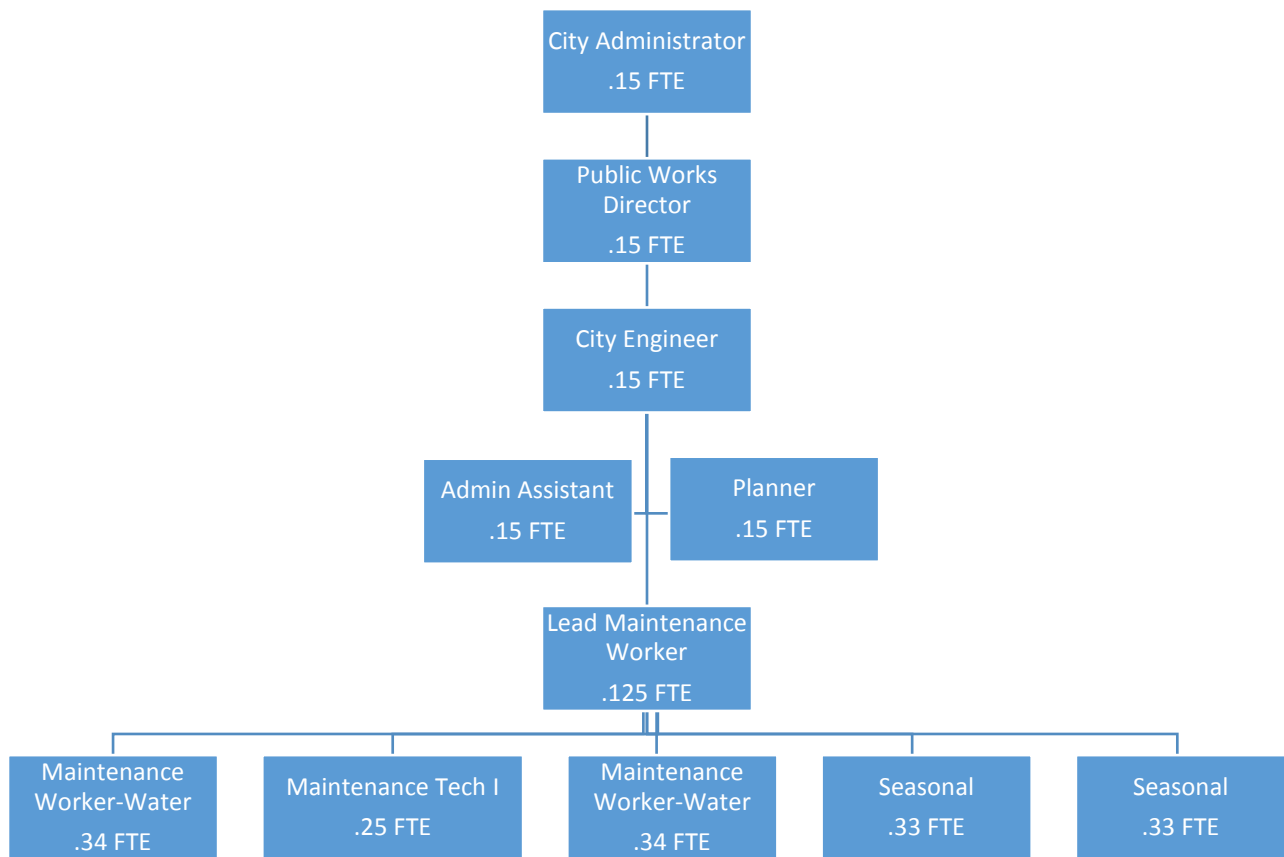 City Administrator
.15 FTE
Public Works
Director
.15 FTE
City Engineer
.15 FTE
Admin Assistant
.15 FTE
Planner
.15 FTE
Lead Maintenance
Worker
.125 FTE
Maintenance
Worker-Water
.34 FTE
Maintenance Tech I
.25 FTE
Maintenance
Worker-Water
.34 FTE
Seasonal
.33 FTE
Seasonal
.33 FTE